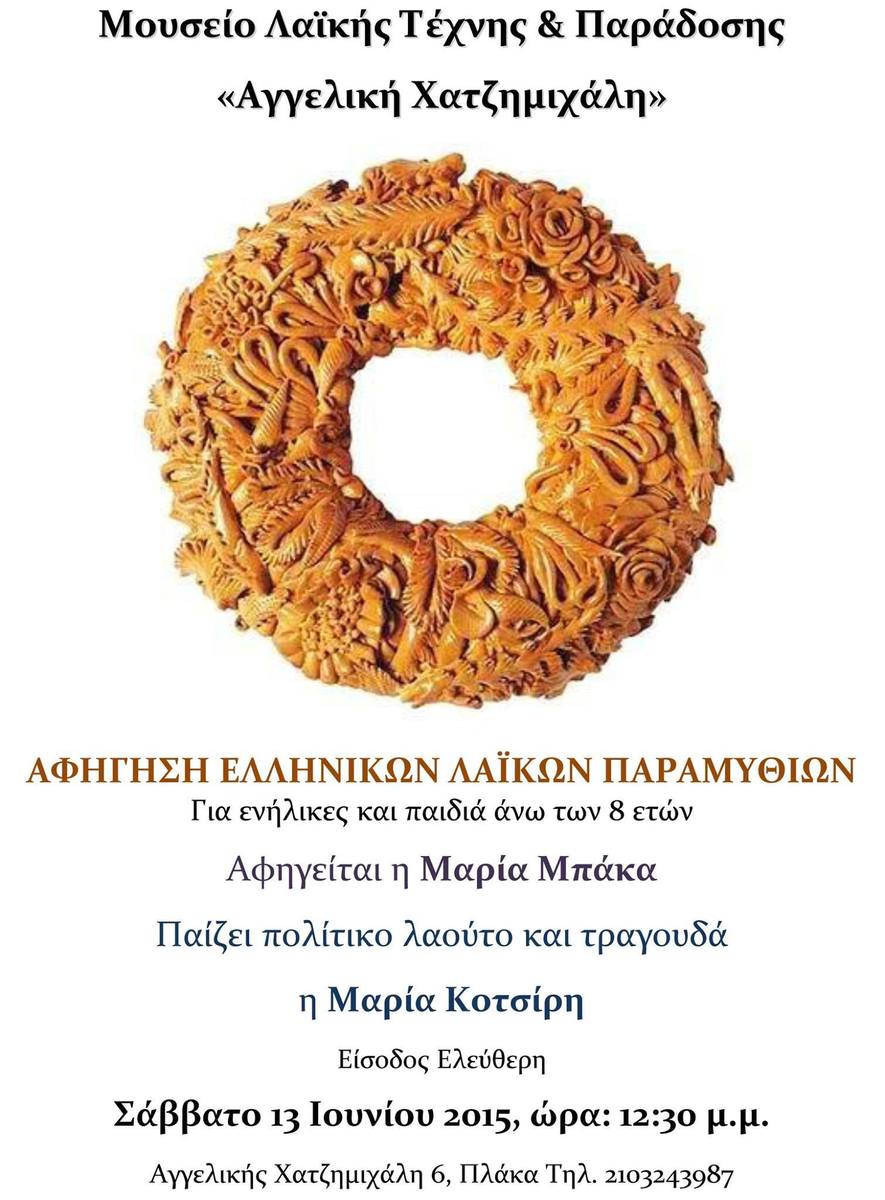 Μουσείο Λαϊκής Τέχνης & Παράδοσης
«Αγγελική Χατζημιχάλη»
ΑΦΗΓΗΣΗ ΕΛΛΗΝΙΚΩΝ ΛΑΪΚΩΝ ΠΑΡΑΜΥΘΙΩΝ
Για ενήλικες και παιδιά άνω των 8 ετών
Αφηγείται η Μαρία Μπάκα
Παίζει πολίτικο λαούτο και τραγουδά
η Μαρία Κοτσίρη
Είσοδος Ελεύθερη
Σάββατο 13 Ιουνίου 2015, ώρα: 12:30 μ.μ.
Αγγελικής Χατζημιχάλη 6, Πλάκα Τηλ. 2103243987